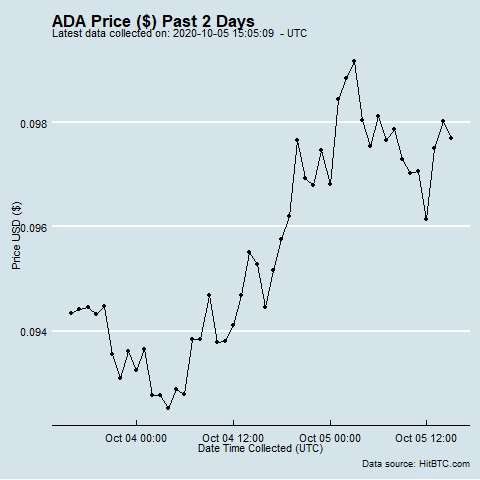 ADA Price ($) Past 2 Days
Latest data collected on: 2020-10-05 15:05:09  - UTC
0.098
0.096
0.094
Price USD ($)
Oct 04 00:00 Oct 04 12:00 Oct 05 00:00 Oct 05 12:00
Date Time Collected (UTC)
Data source: HitBTC.com